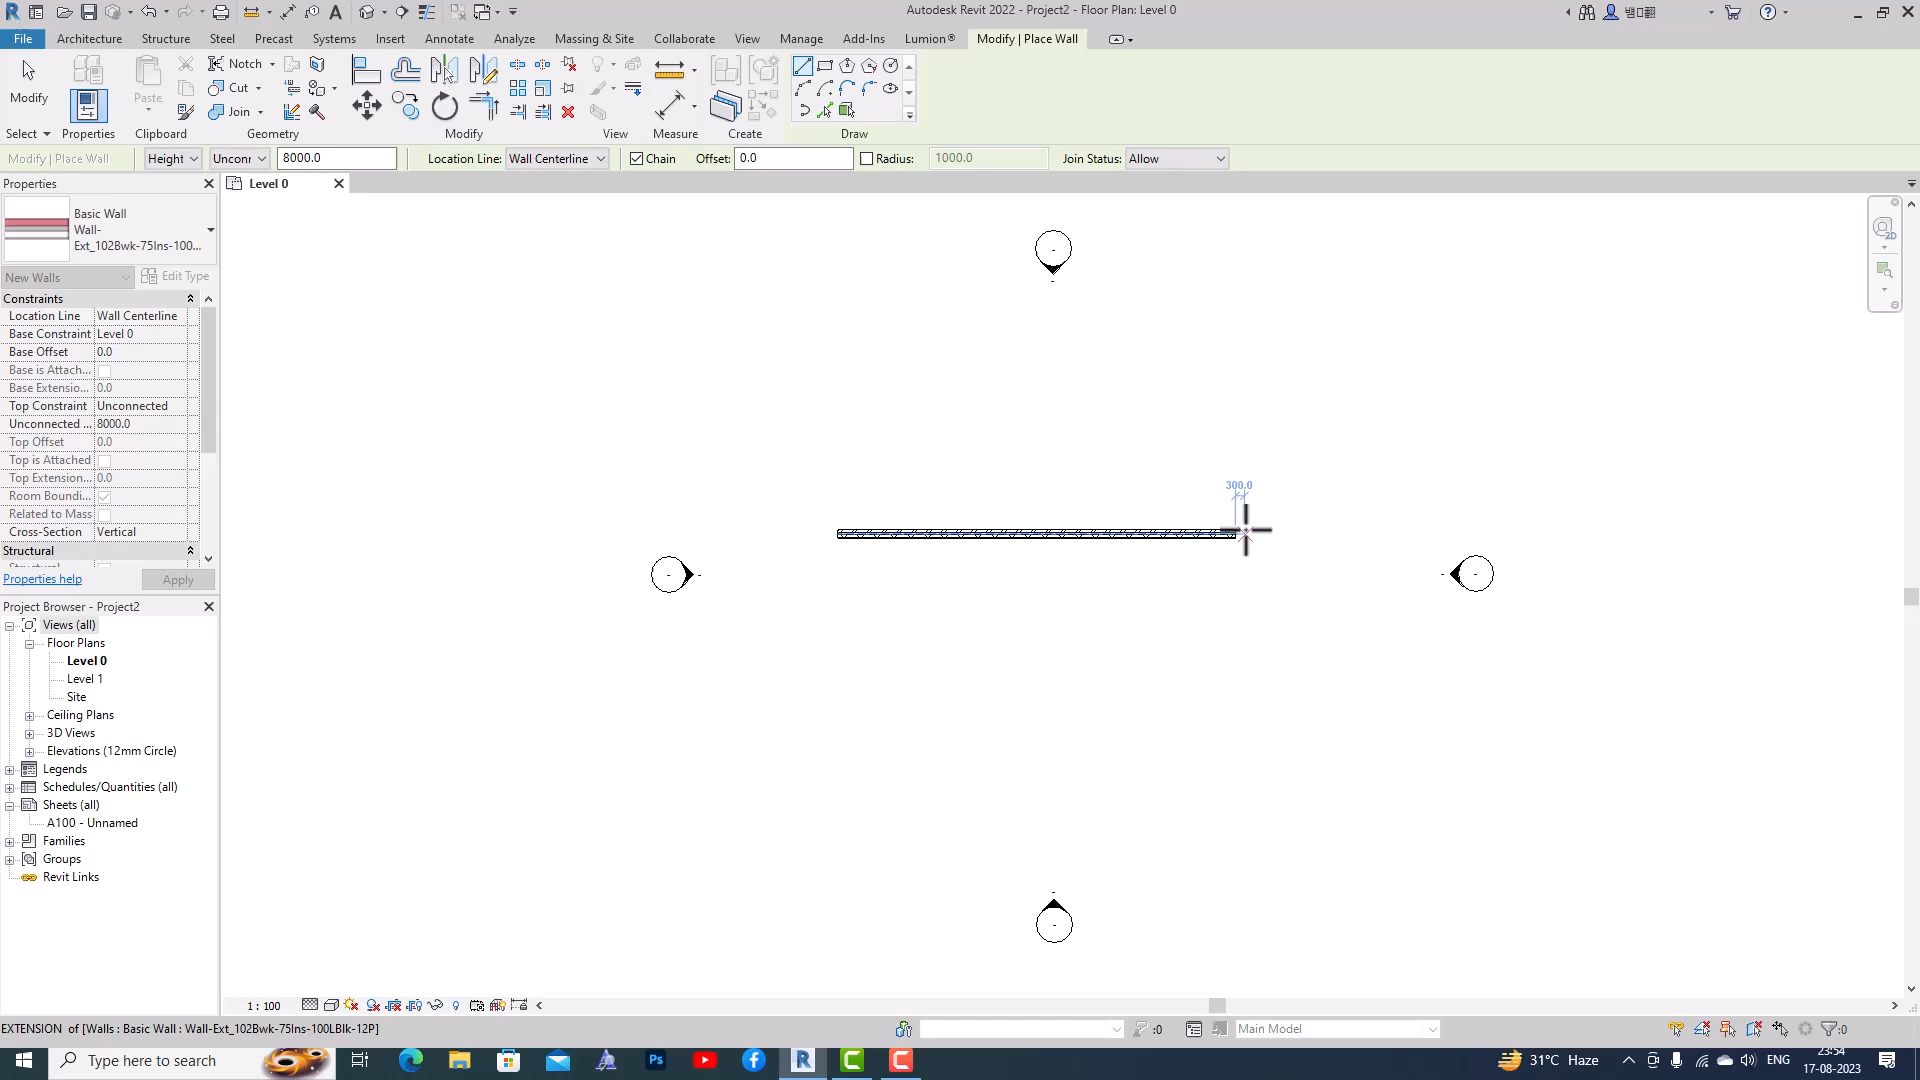 Autodesk Revit 2022 - Project2 - Floor Plan: Level 0
File Architecture Structure Steel Precast Systems Insert Annotate Analyze Massing & Site Collaborate View Manage Add-Ins Lumion® Modify | Place Wall
Modify
Paste
Notch
Cut
Join
Select Properties Clipboard Geometry Modify View Measure Create Draw
Modify | Place Wall Height Unconr 8000.0 Location Line: Wall Centerline Chain Offset: 0.0 Radius: 1000.0 Join Status: Allow
Properties
Level 0
Basic Wall
Wall-
Ext_102Bwk-75Ins-100...
New Walls Edit Type
Constraints
Location Line Wall Centerline
Base Constraint Level 0
Base Offset 0.0
Base is Attach...
Base Extensio... 0.0
Top Constraint Unconnected
Unconnected ... 8000.0
Top Offset 0.0
Top is Attached
Top Extension... 0.0
Room Boundi...
Related to Mass
Cross-Section Vertical
Structural
Properties help Apply
300.0
Project Browser - Project2
Views (all)
Floor Plans
Level 0
Level 1
Site
Ceiling Plans
3D Views
Elevations (12mm Circle)
Legends
Schedules/Quantities (all)
Sheets (all)
A100 - Unnamed
Families
Groups
Revit Links
1 : 100
EXTENSION of [Walls : Basic Wall : Wall-Ext_102Bwk-75Ins-100LBlk-12P] :0 Main Model :0
Type here to search
31°C Haze
ENG
23:54
17-08-2023